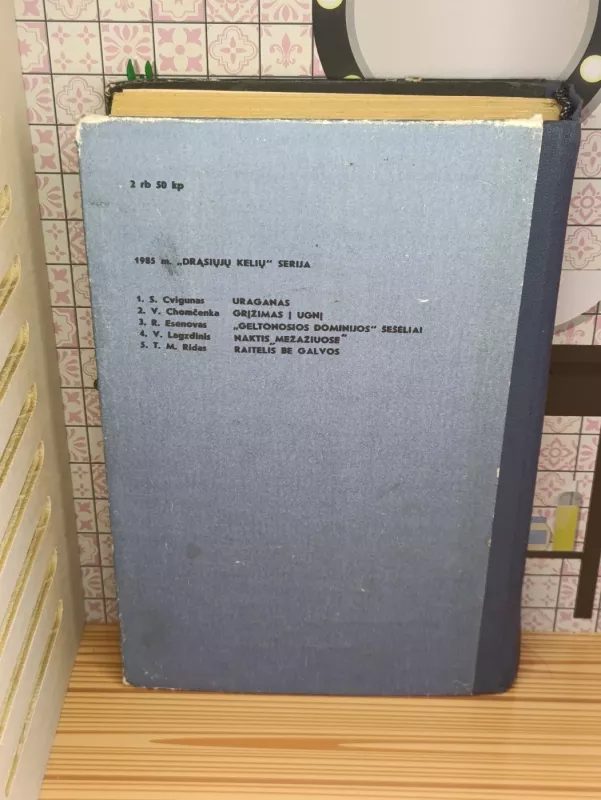 2 rb 50 kp
1985 m. „DRĄSIŲJŲ KELIŲ" SERIJA
1. S. Cvigunas URAGANAS
2. V. Chomčenka GRĮŽIMAS Į UGNĮ
3. R. Esenovas „GELTONOSIOS DOMINIJOS" ŠEŠĖLIAI
4. V. Lagzdinis NAKTIS „MEŽAŽIUOSE"
5. T. M. Ridas RAITELIS BE GALVOS